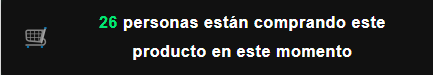 26 personas están comprando este
producto en este momento